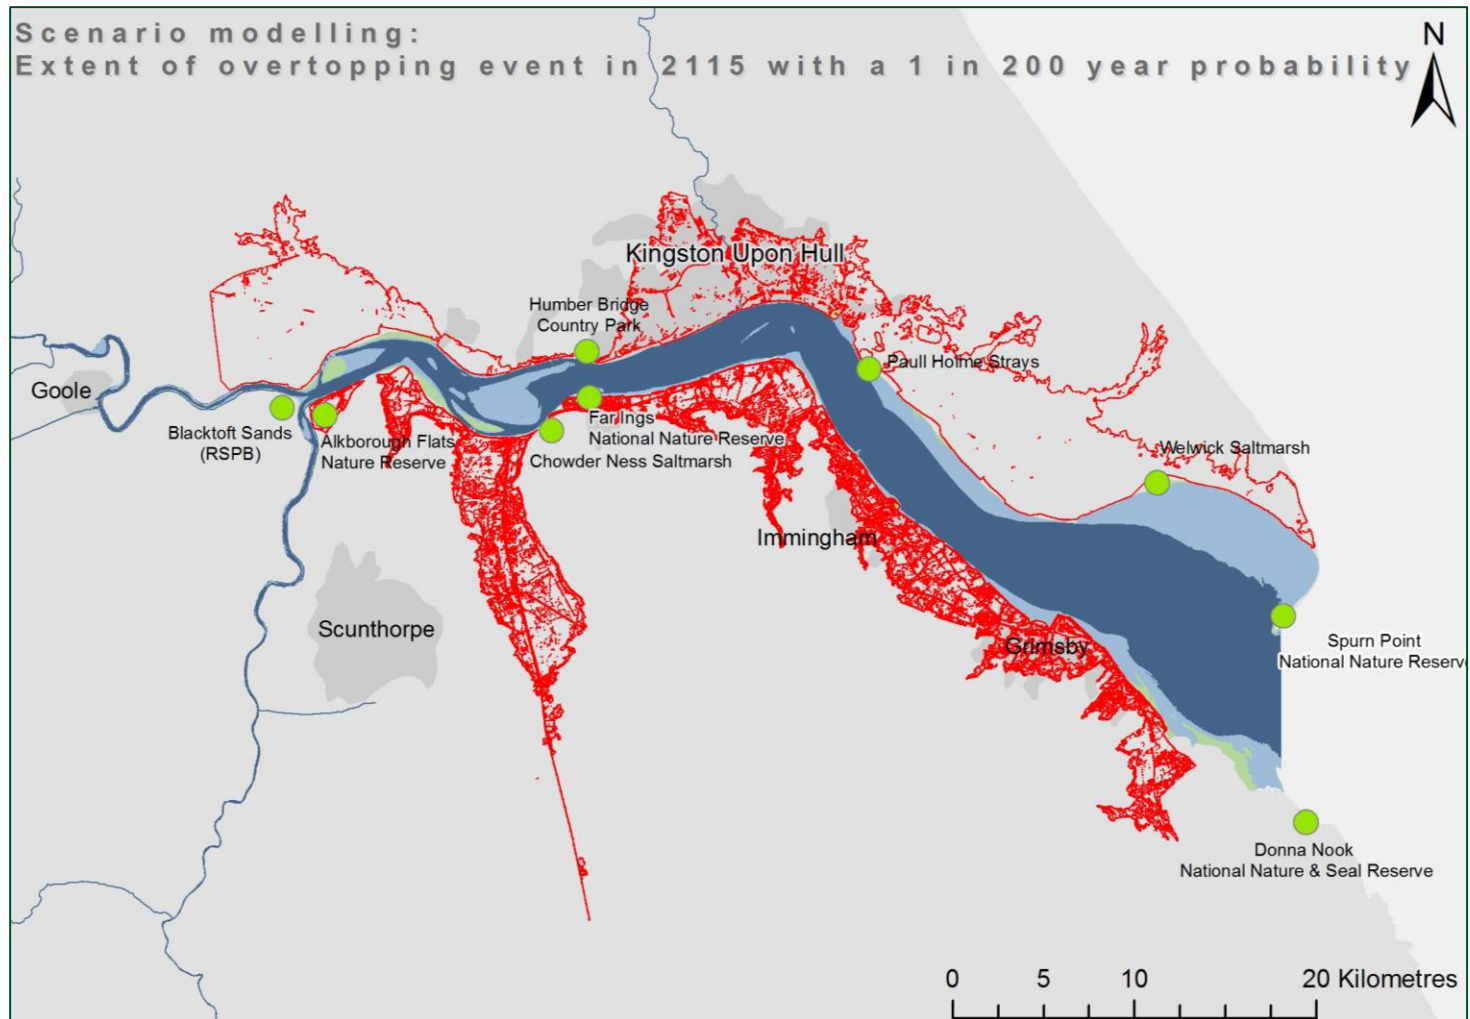 Scenario modelling:
Extent of overtopping event in 2115 with a 1 in 200 year probability
N
Kingston Upon Hull
Humber Bridge
Country Park
Paull Holme Strays
Goole
Blacktoft Sands
(RSPB)
Alkborough Flats
Nature Reserve
Far Ings
National Nature Reserve
Chowder Ness Saltmarsh
Welwick Saltmarsh
Immingham
Scunthorpe
Grimsby
Spurn Point
National Nature Reserve
Donna Nook
National Nature & Seal Reserve
0 5 10 20 Kilometres